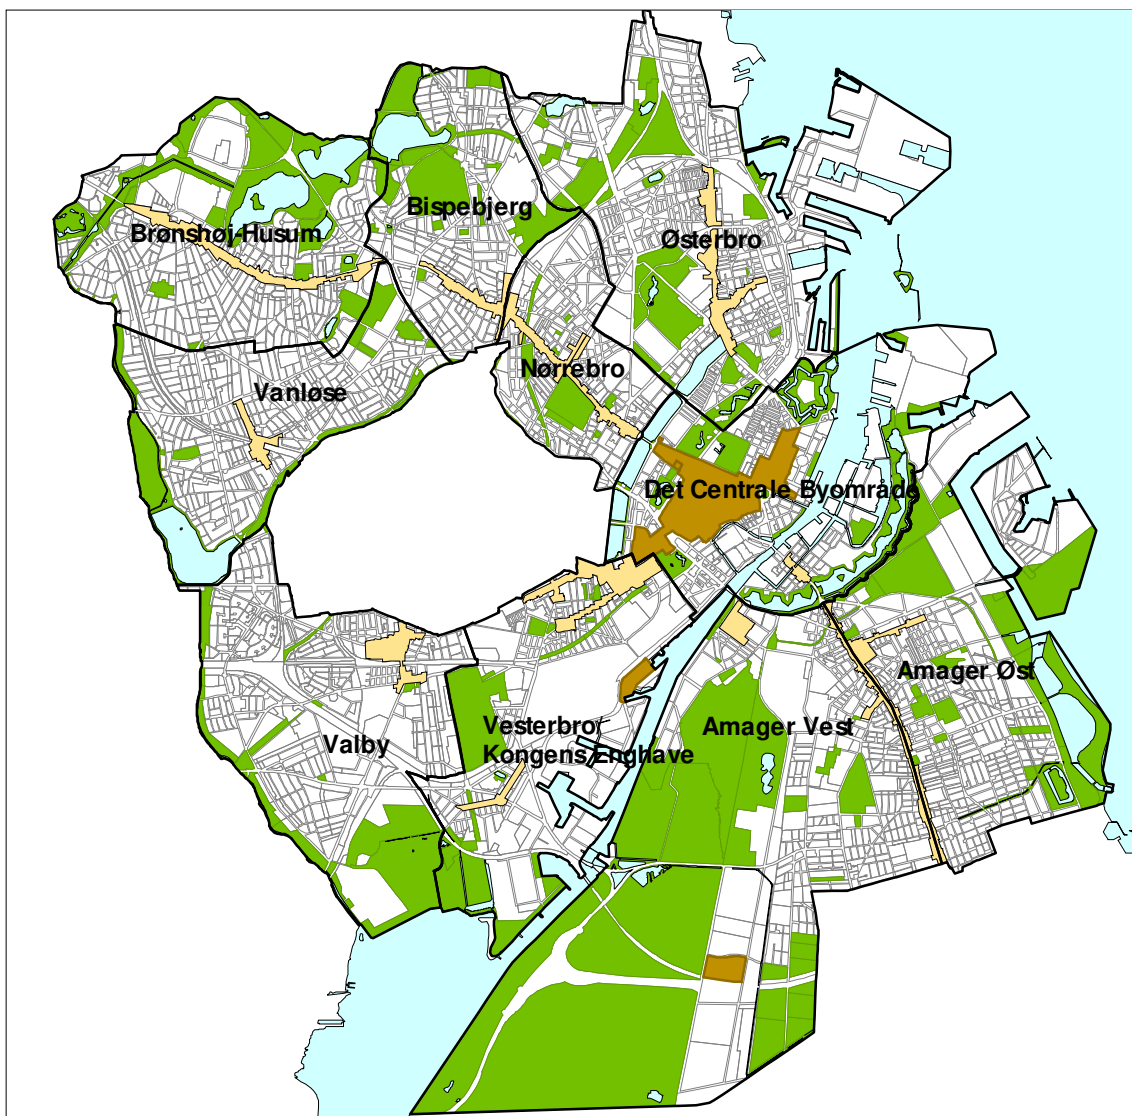 Bispebjerg
Brønshøj-Husum
Østerbro
Nørrebro
Vanløse
Det Centrale Byområde
Amager Øst
Vesterbro/
Kongens Enghave
Amager Vest
Valby